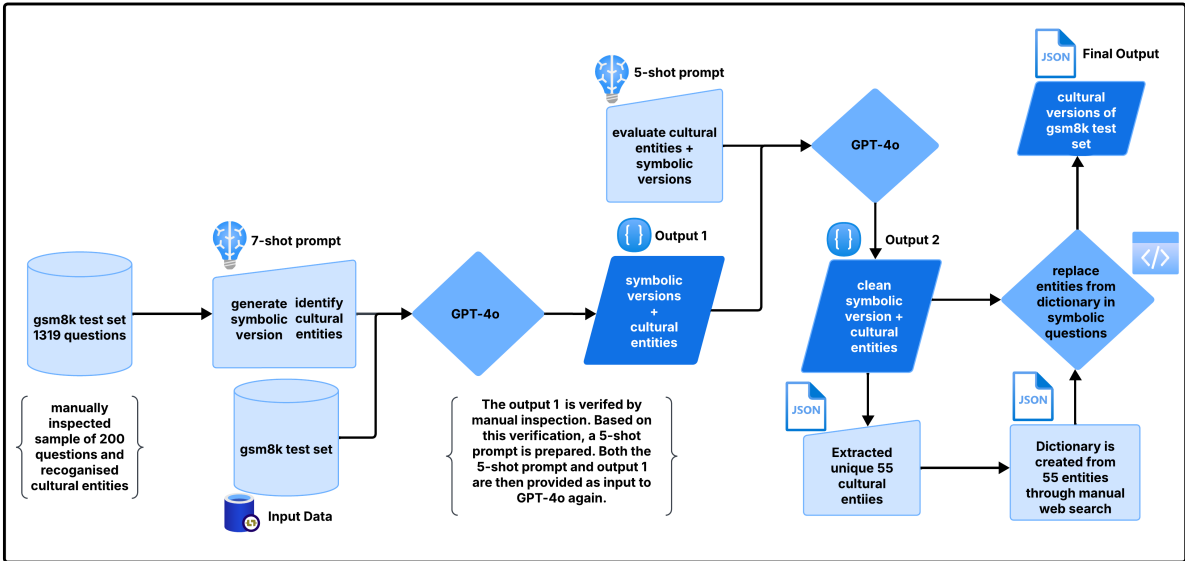 gsm8k test set
1319 questions
manually
inspected
sample of 200
questions and
recoganised
cultural entities
7-shot prompt
generate
symbolic
version
identify
cultural
entities
gsm8k test set
Input Data
GPT-4o
The output 1 is verifed by
manual inspection. Based on
this verification, a 5-shot
prompt is prepared. Both the
5-shot prompt and output 1
are then provided as input to
GPT-4o again.
Output 1
{ }
symbolic
versions
+
cultural
entities
5-shot prompt
evaluate cultural
entities +
symbolic
versions
GPT-4o
Output 2
{ }
clean
symbolic
version +
cultural
entities
JSON
Extracted
unique 55
cultural
entiies
JSON
Dictionary is
created from
55 entities
through manual
web search
replace
entities from
dictionary in
symbolic
questions
</>
JSON
Final Output
cultural
versions of
gsm8k test
set